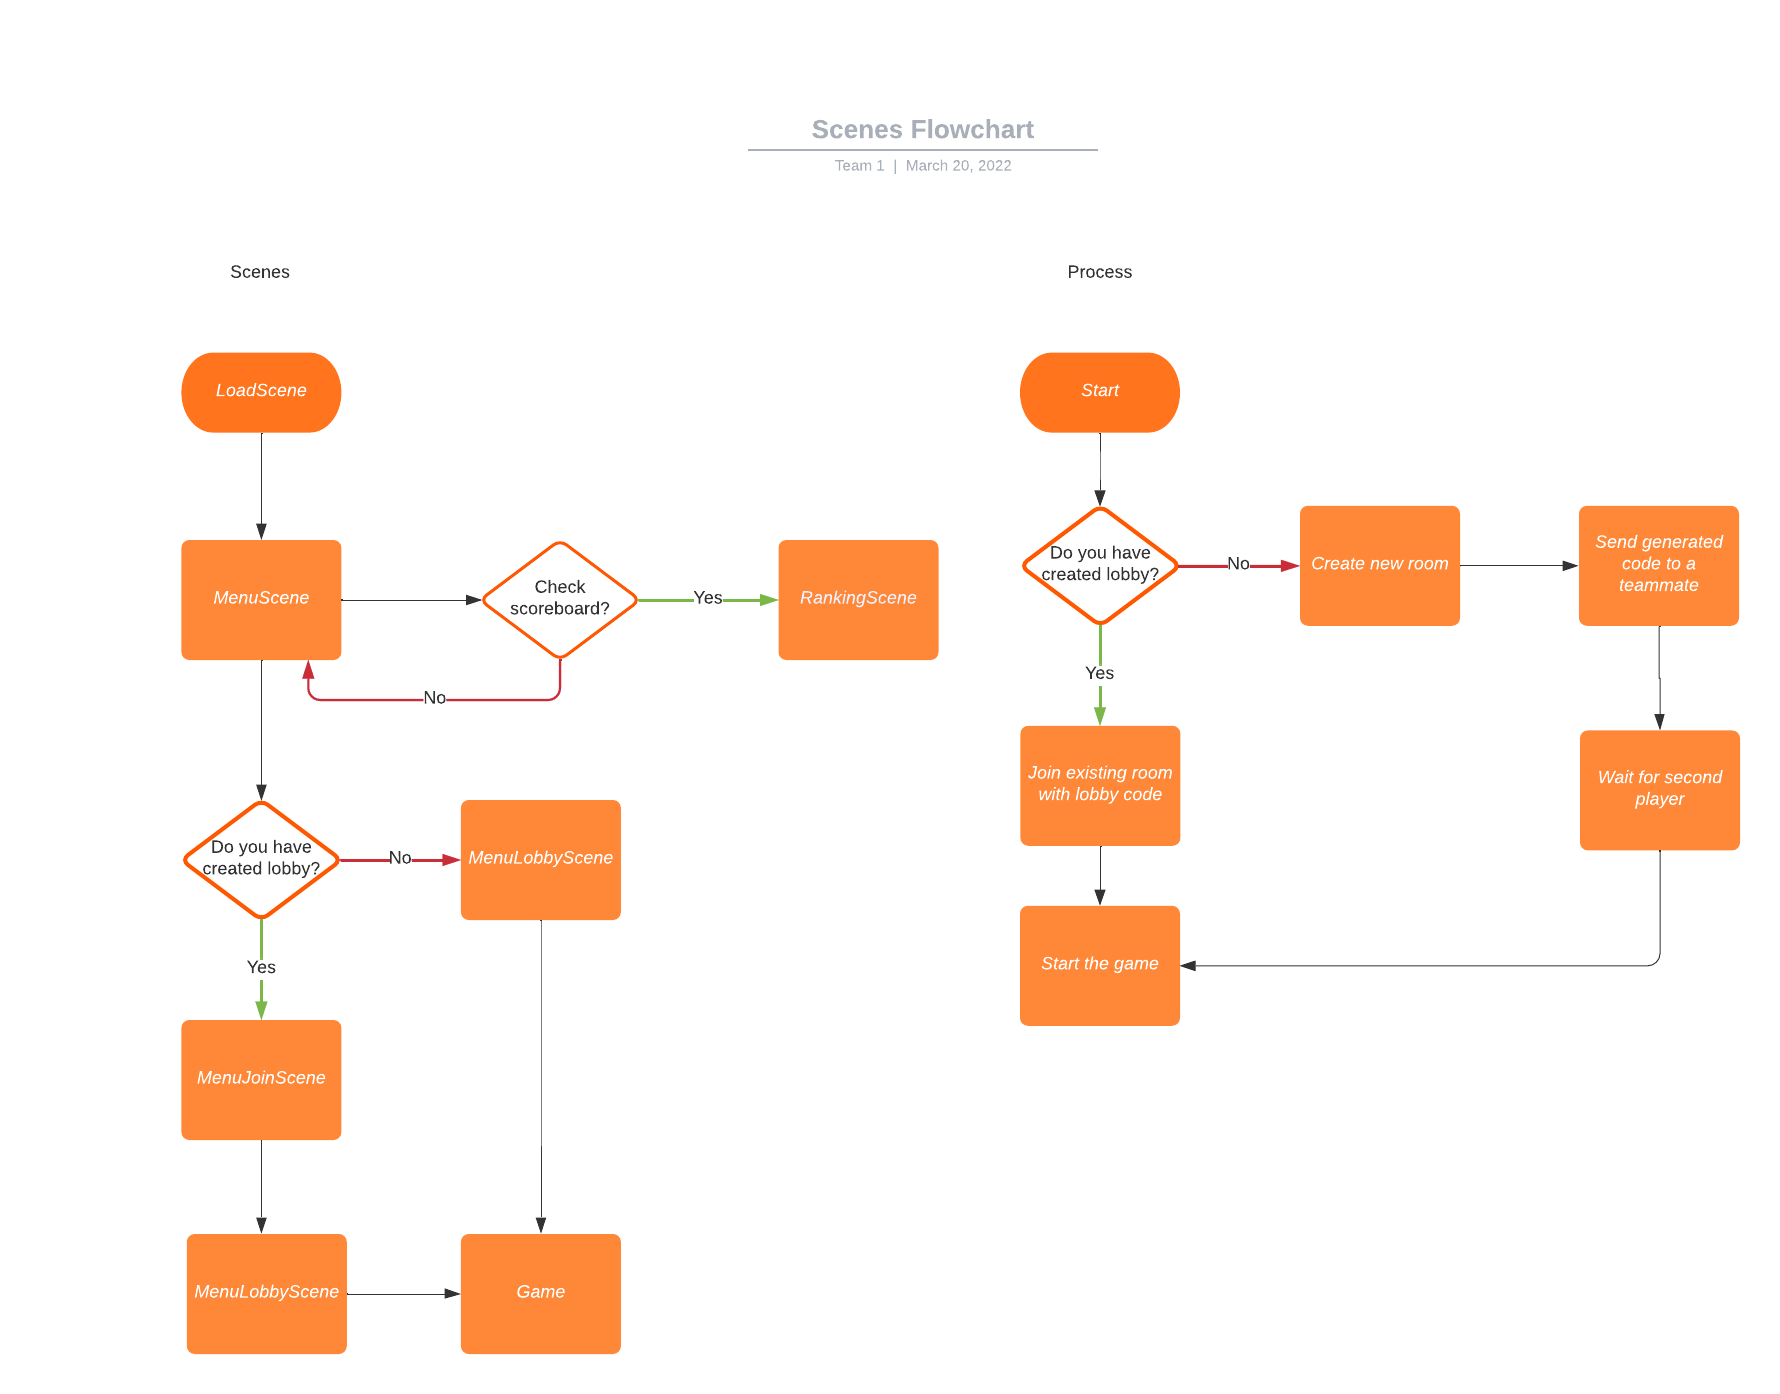 Scenes Flowchart
Team 1 | March 20, 2022
Scenes
LoadScene
MenuScene
Check
scoreboard?
Yes
RankingScene
No
Do you have
created lobby?
No
MenuLobbyScene
Yes
MenuJoinScene
MenuLobbyScene
Game
Process
Start
Do you have
created lobby?
No
Create new room
Send generated
code to a
teammate
Yes
Join existing room
with lobby code
Wait for second
player
Start the game